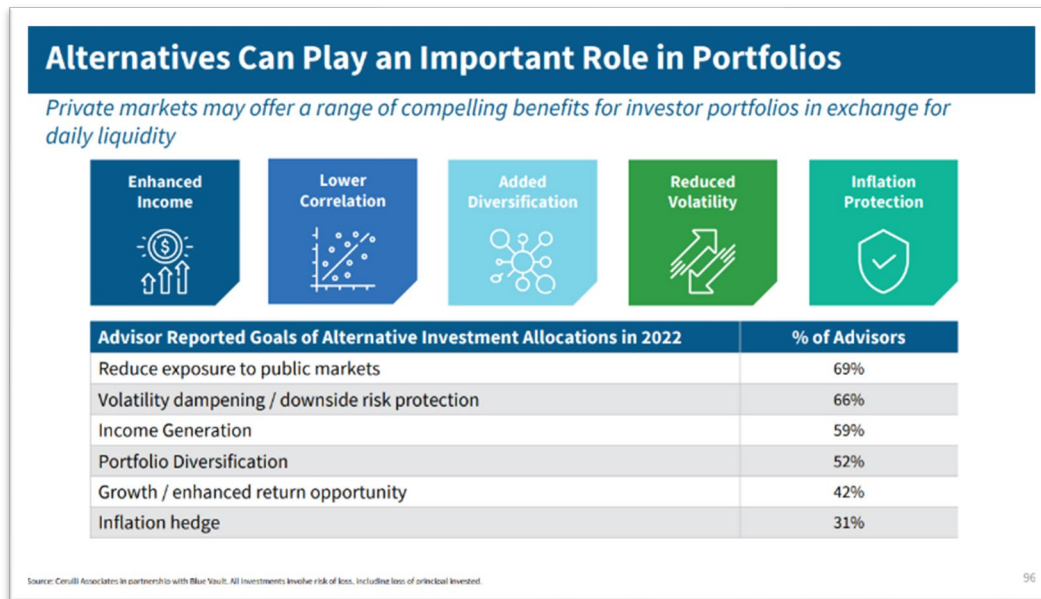 Alternatives Can Play an Important Role in Portfolios
Private markets may offer a range of compelling benefits for investor portfolios in exchange for
daily liquidity
Enhanced
Income
Lower
Correlation
Added
Diversification
Reduced
Volatility
Inflation
Protection
$
Advisor Reported Goals of Alternative Investment Allocations in 2022 % of Advisors
Reduce exposure to public markets 69%
Volatility dampening / downside risk protection 66%
Income Generation 59%
Portfolio Diversification 52%
Growth / enhanced return opportunity 42%
Inflation hedge 31%
Source: Cerulli Associates in partnership with Blue Vault. All investments involve risk of loss, including loss of principal invested.
96